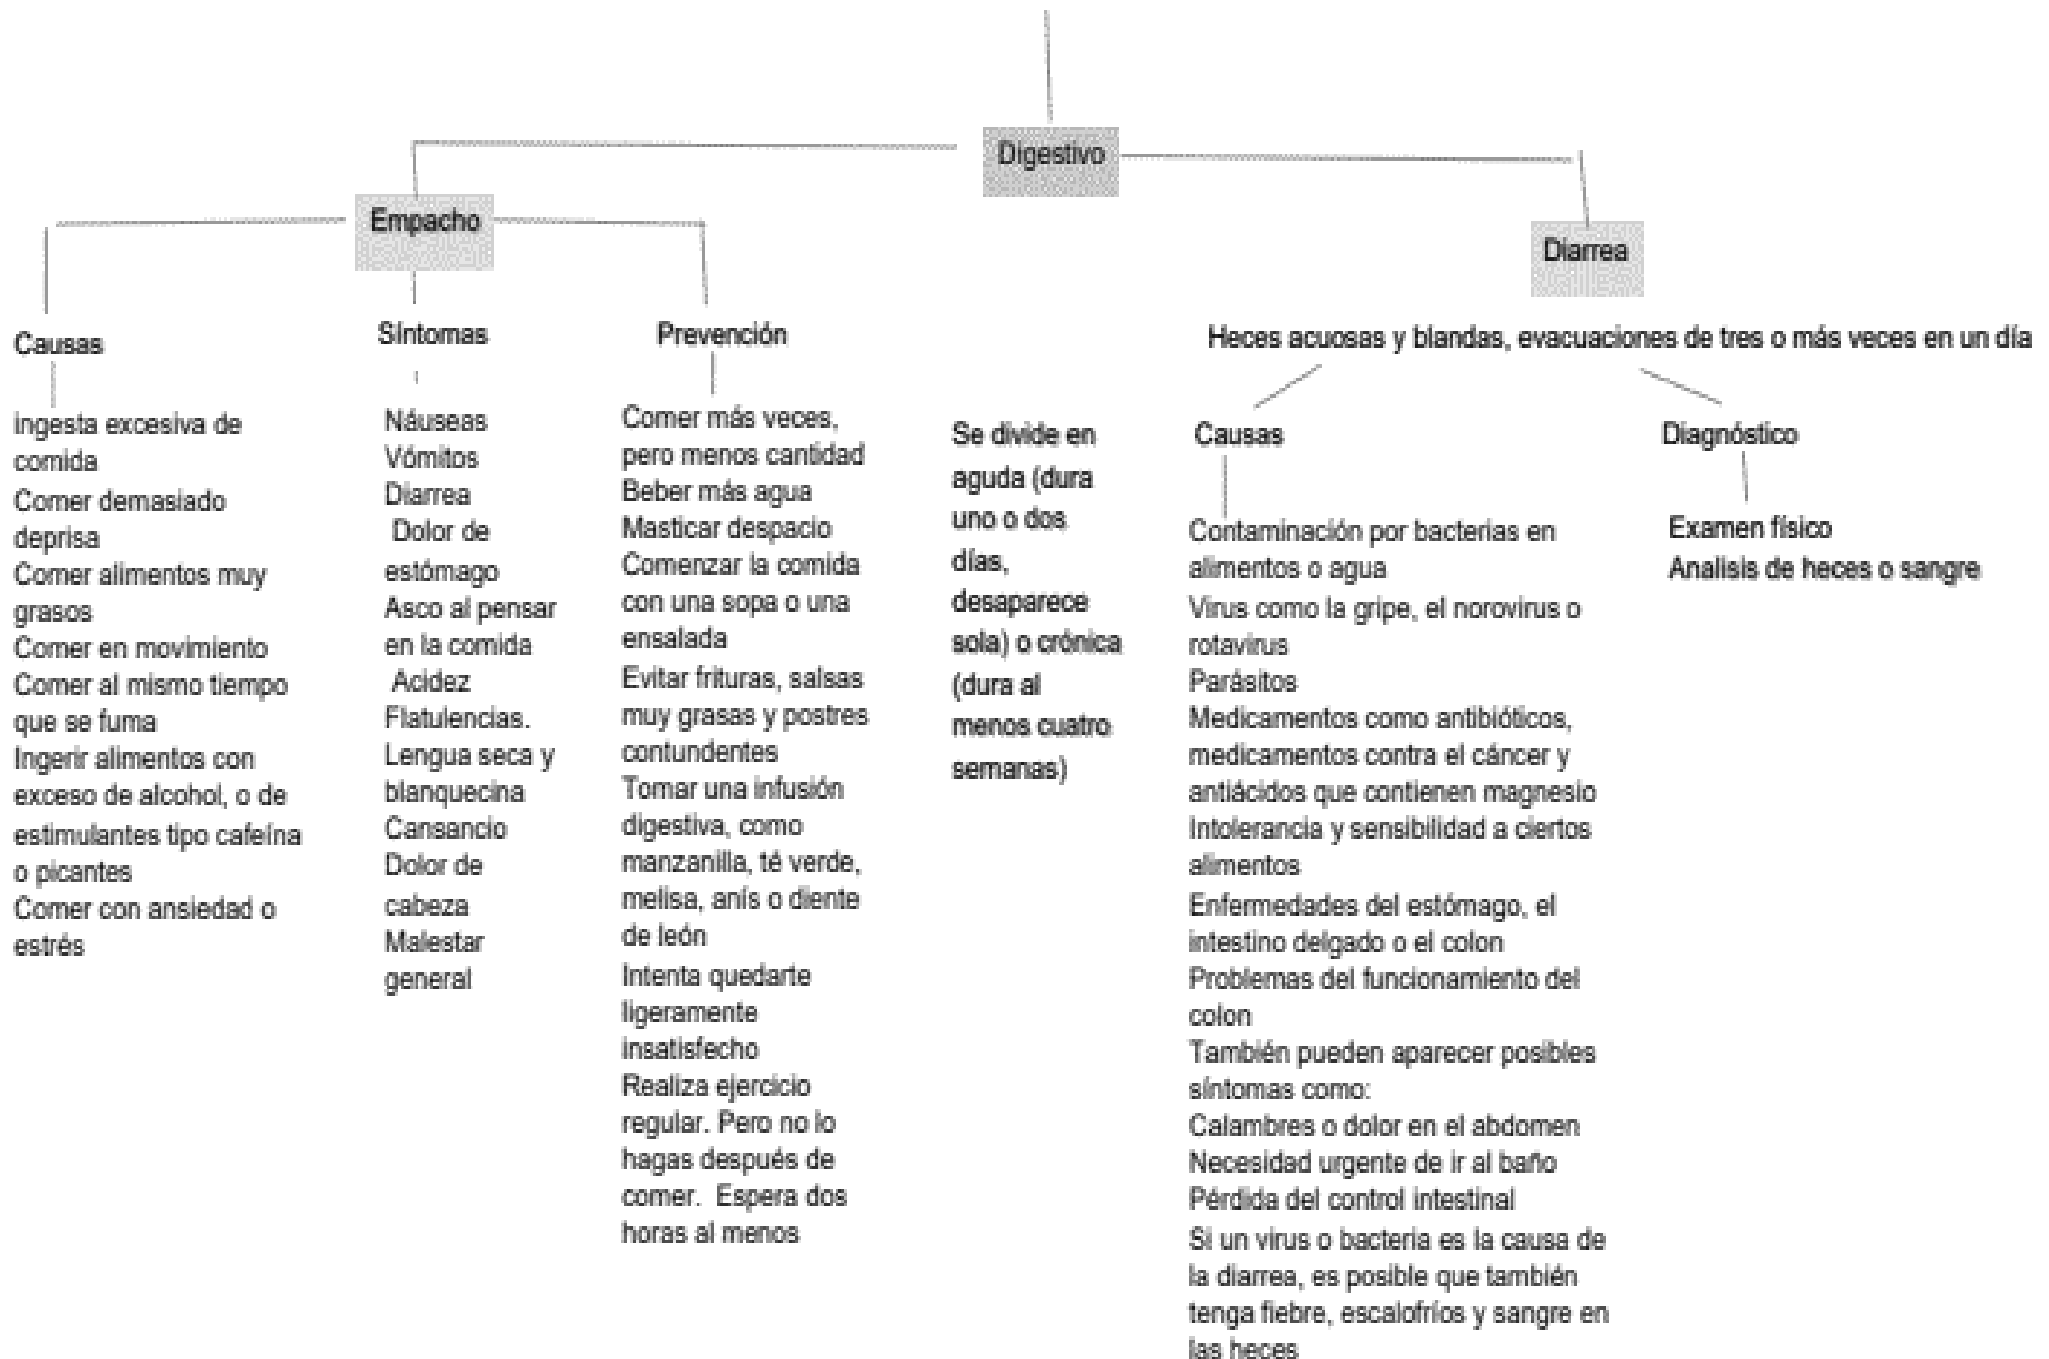 Digestivo
Empacho
Diarrea
Causas
ingesta excesiva de
comida
Comer demasiado
deprisa
Comer alimentos muy
grasos
Comer en movimiento
Comer al mismo tiempo
que se fuma
Ingerir alimentos con
exceso de alcohol, o de
estimulantes tipo cafeína
o picantes
Comer con ansiedad o
estrés
Síntomas
Náuseas
Vómitos
Diarrea
Dolor de
estómago
Asco al pensar
en la comida
Acidez
Flatulencias.
Lengua seca y
blanquecina
Cansancio
Dolor de
cabeza
Malestar
general
Prevención
Comer más veces,
pero menos cantidad
Beber más agua
Masticar despacio
Comenzar la comida
con una sopa o una
ensalada
Evitar frituras, salsas
muy grasas y postres
contundentes
Tomar una infusión
digestiva, como
manzanilla, té verde,
melisa, anís o diente
de león
Intenta quedarte
ligeramente
insatisfecho
Realiza ejercicio
regular. Pero no lo
hagas después de
comer. Espera dos
horas al menos
Heces acuosas y blandas, evacuaciones de tres o más veces en un día
Se divide en
aguda (dura
uno o dos
días,
desaparece
sola) o crónica
(dura al
menos cuatro
semanas)
Causas
Contaminación por bacterias en
alimentos o agua
Virus como la gripe, el norovirus o
rotavirus
Parásitos
Medicamentos como antibióticos,
medicamentos contra el cáncer y
antiácidos que contienen magnesio
Intolerancia y sensibilidad a ciertos
alimentos
Enfermedades del estómago, el
intestino delgado o el colon
Problemas del funcionamiento del
colon
También pueden aparecer posibles
síntomas como:
Calambres o dolor en el abdomen
Necesidad urgente de ir al baño
Pérdida del control intestinal
Si un virus o bacteria es la causa de
la diarrea, es posible que también
tenga fiebre, escalofríos y sangre en
las heces
Diagnóstico
Examen físico
Analisis de heces o sangre